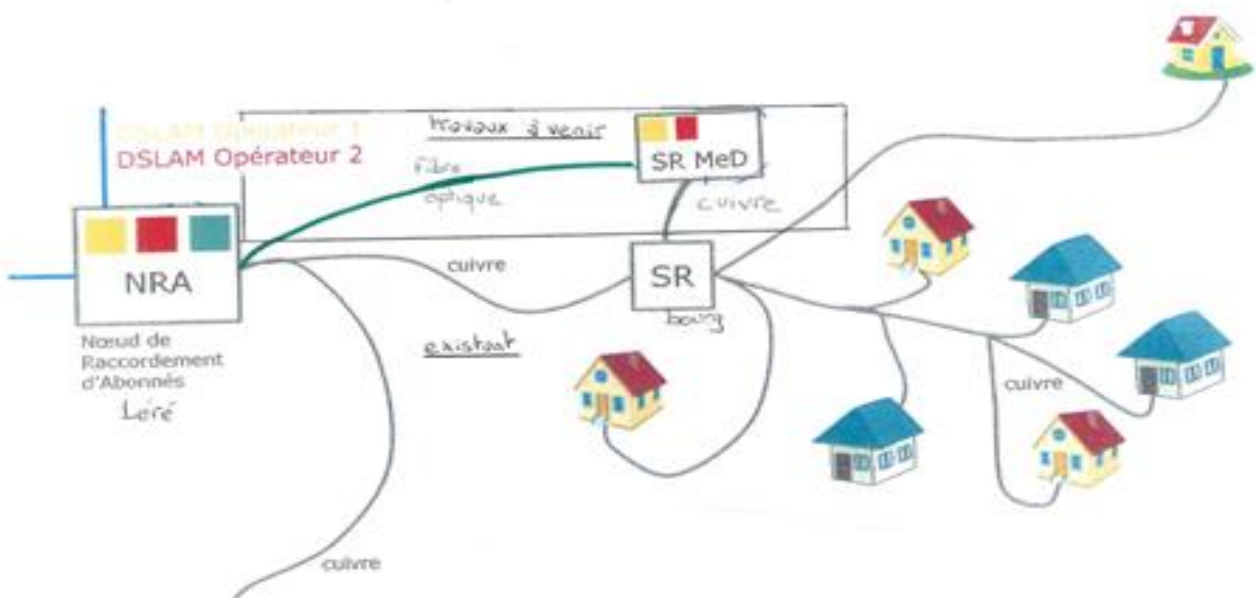 DSLAM Opérateur 1
DSLAM Opérateur 2
travaux à venir
SR MeD
Fibre
optique
cuivre
NRA
cuivre
SR
bourg
Nœud de
Raccordement
d'Abonnés
Léré
existant
cuivre
cuivre